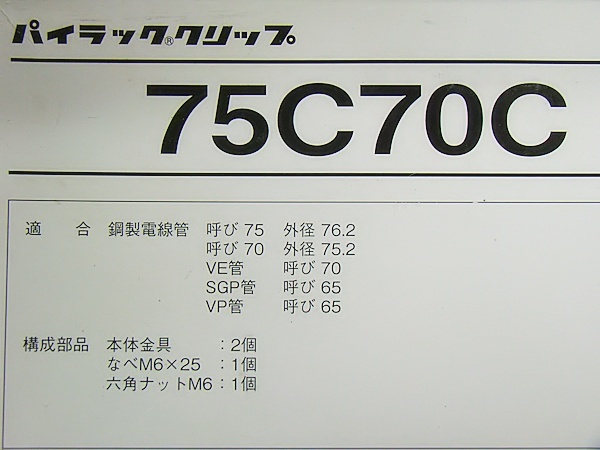 パイラック®クリップ
75C70C
適 合 鋼製電線管 呼び 75 外径 76.2
呼び 70 外径 75.2
VE管 呼び 70
SGP管 呼び 65
VP管 呼び 65
構成部品 本体金具 :2個
なべM6×25 :1個
六角ナットM6:1個